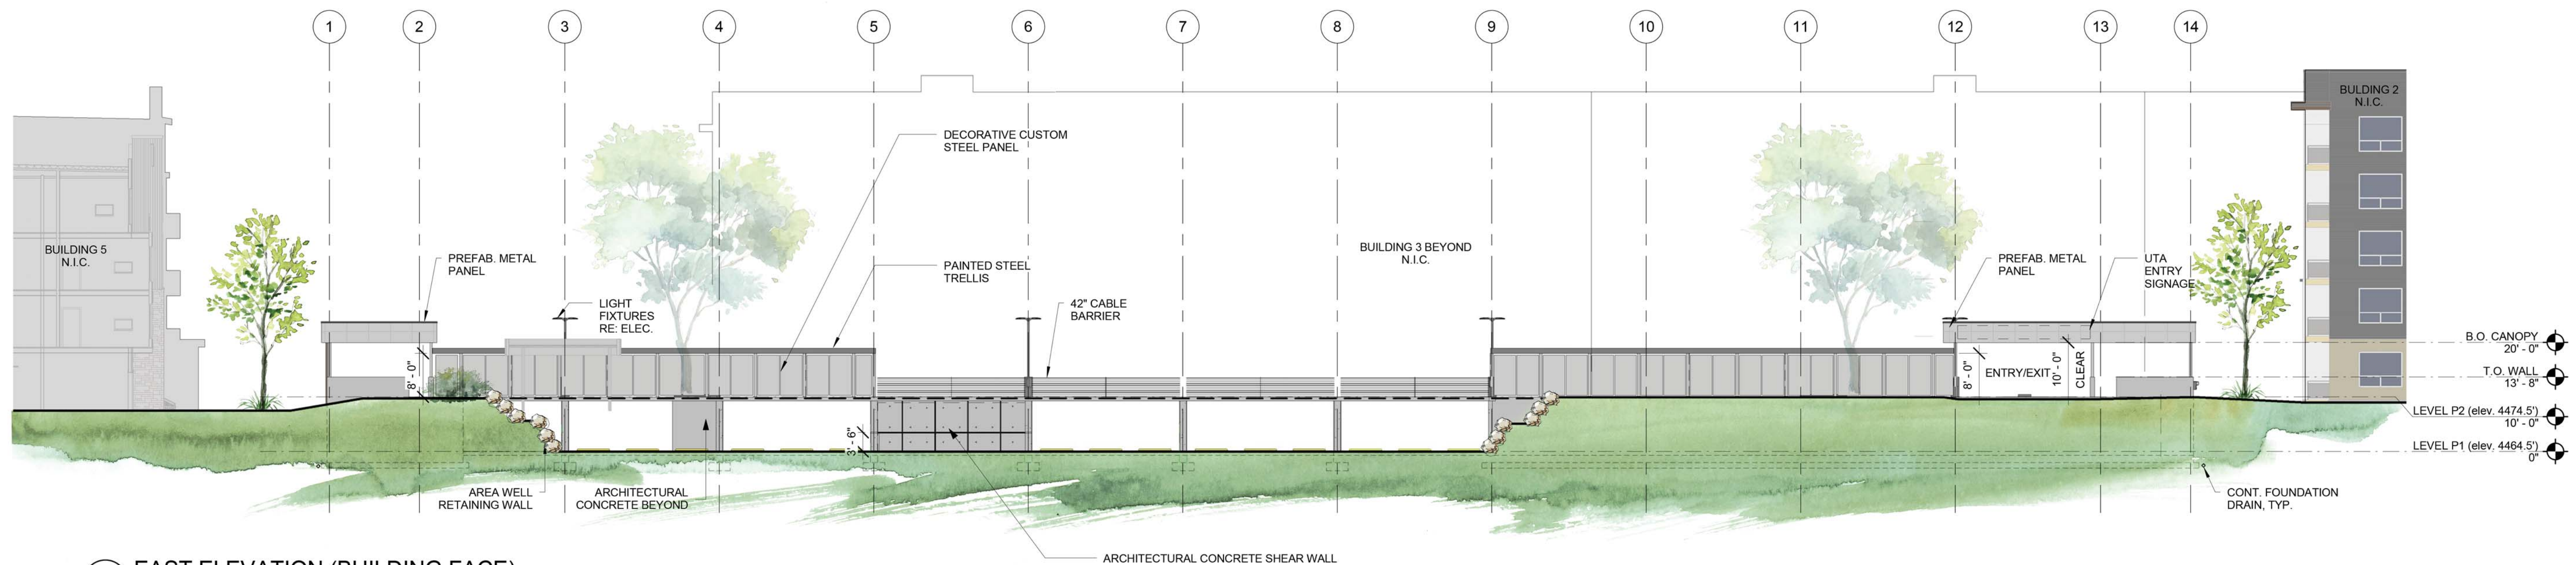 1 2 3 4 5 6 7 8 9 10 11 12 13 14
BULDING 2
N.I.C.
DECORATIVE CUSTOM
STEEL PANEL
BUILDING 5
N.I.C.
BUILDING 3 BEYOND
N.I.C.
PREFAB. METAL
PANEL
PAINTED STEEL
TRELLIS
PREFAB. METAL
PANEL
UTA
ENTRY
SIGNAGE
LIGHT
FIXTURES
RE: ELEC.
42" CABLE
BARRIER
B.O. CANOPY
20' - 0"
8' - 0"
8' - 0"
ENTRY/EXIT
10' - 0"
CLEAR
T.O. WALL
13' - 8"
LEVEL P2 (elev. 4474.5')
10' - 0"
3' - 6"
LEVEL P1 (elev. 4464.5')
0"
AREA WELL
RETAINING WALL
ARCHITECTURAL
CONCRETE BEYOND
CONT. FOUNDATION
DRAIN, TYP.
ARCHITECTURAL CONCRETE SHEAR WALL
EAST ELEVATION (BUILDING FACE)